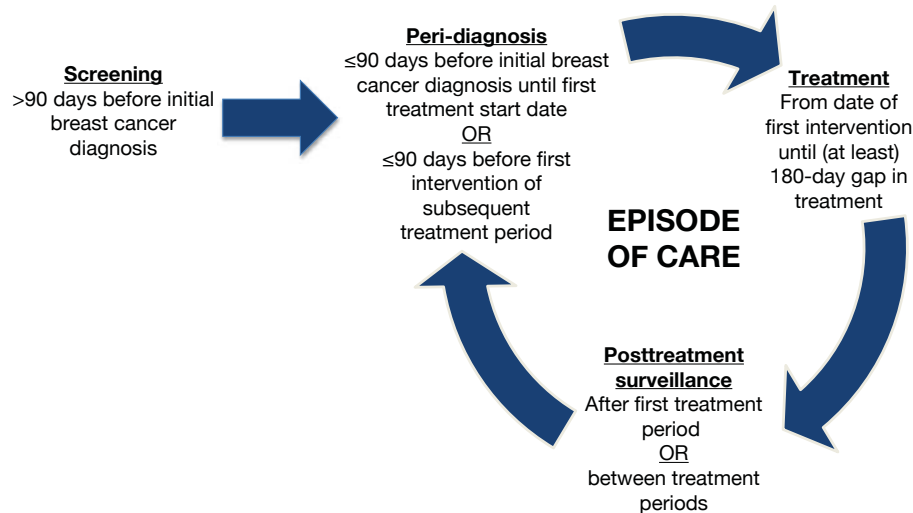 Screening
>90 days before initial
breast cancer
diagnosis
Peri-diagnosis
≤90 days before initial breast
cancer diagnosis until first
treatment start date
OR
≤90 days before first
intervention of
subsequent
treatment period
Treatment
From date of
first intervention
until (at least)
180-day gap in
treatment
EPISODE
OF CARE
Posttreatment
surveillance
After first treatment
period
OR
between treatment
periods